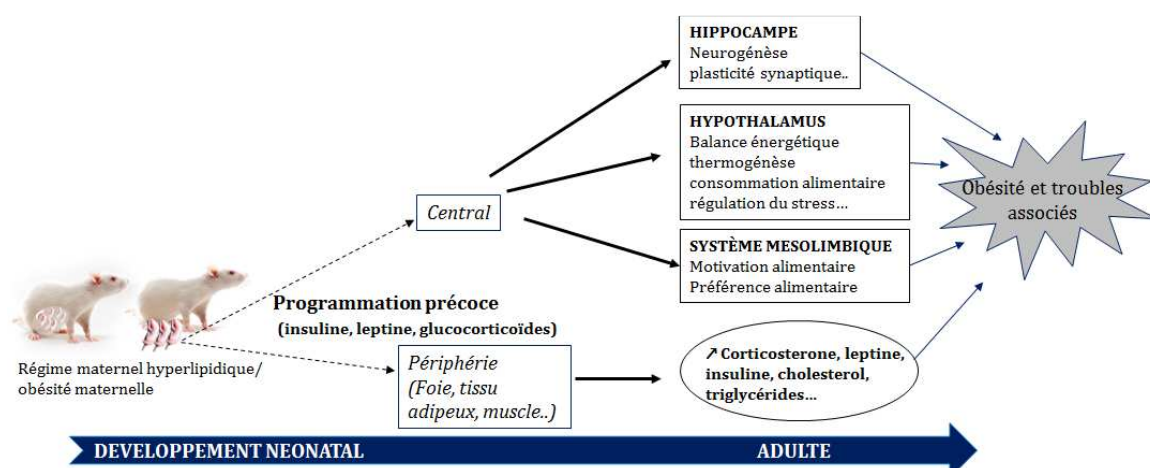 HIPPOCAMPE
Neurogénèse
plasticité synaptique..
HYPOTHALAMUS
Balance énergétique
thermogénèse
consommation alimentaire
régulation du stress...
SYSTÈME MESOLIMBIQUE
Motivation alimentaire
Préférence alimentaire
Obésité et troubles
associés
Central
Programmation précoce
(insuline, leptine, glucocorticoïdes)
Régime maternel hyperlipidique/
obésité maternelle
Périphérie
(Foie, tissu
adipeux, muscle..)
↗ Corticosterone, leptine,
insuline, cholesterol,
triglycérides...
DEVELOPPEMENT NEONATAL
ADULTE